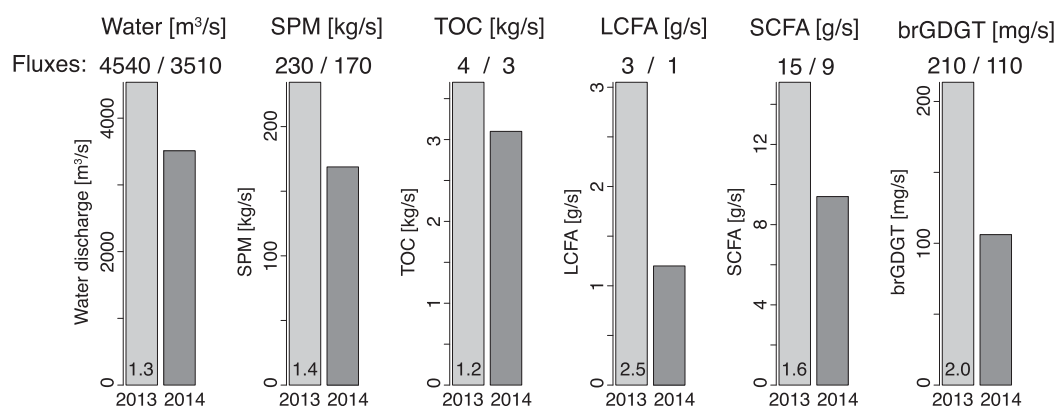 Water [m³/s] SPM [kg/s] TOC [kg/s] LCFA [g/s] SCFA [g/s] brGDGT [mg/s]
Fluxes: 4540 / 3510 230 / 170 4 / 3 3 / 1 15 / 9 210 / 110
Water discharge [m³/s]
0 2000 4000
1.3
2013 2014
SPM [kg/s]
0 100 200
1.4
2013 2014
TOC [kg/s]
0 1 2 3
1.2
2013 2014
LCFA [g/s]
0 1 2 3
2.5
2013 2014
SCFA [g/s]
0 4 8 12
1.6
2013 2014
brGDGT [mg/s]
0 100 200
2.0
2013 2014